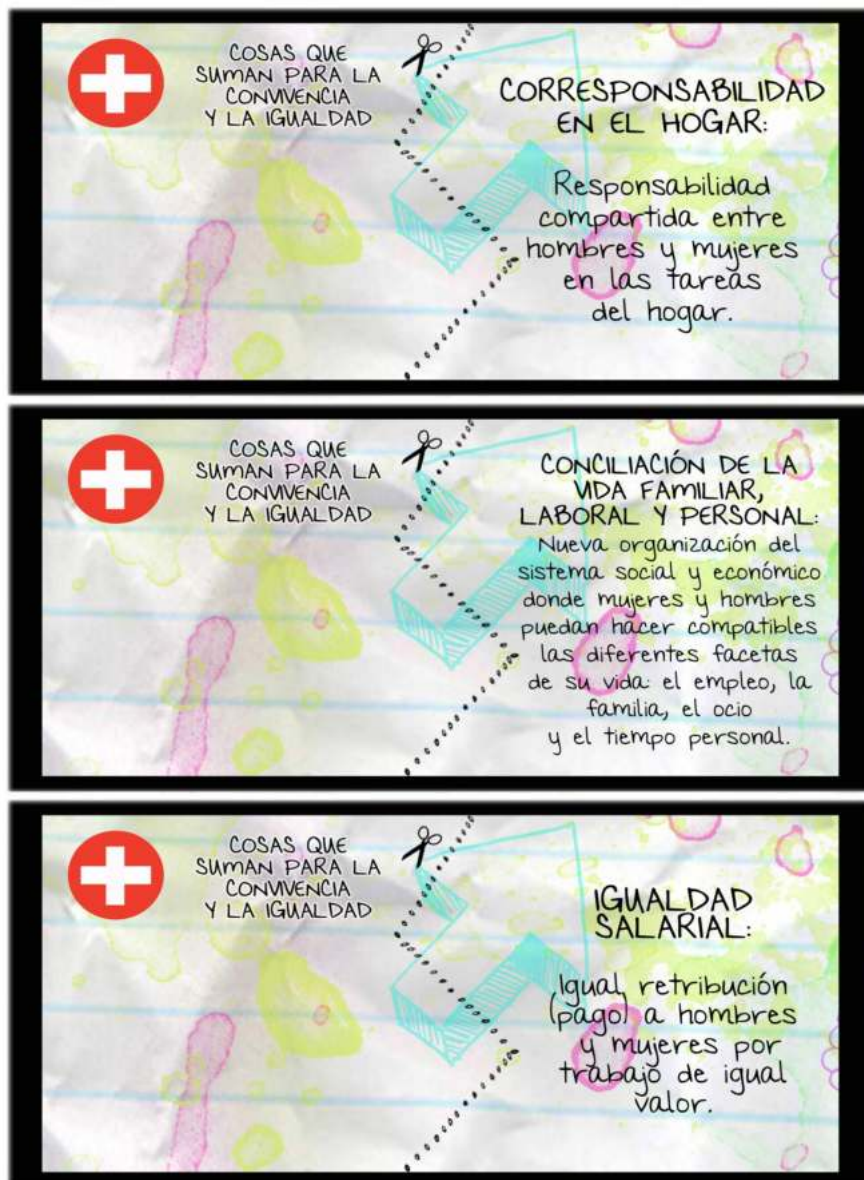 COSAS QUE
SUMAN PARA LA
CONVIVENCIA
Y LA IGUALDAD
CORRESPONSABILIDAD
EN EL HOGAR:
Responsabilidad
compartida entre
hombres y mujeres
en las tareas
del hogar.
COSAS QUE
SUMAN PARA LA
CONVIVENCIA
Y LA IGUALDAD
CONCILIACIÓN DE LA
VIDA FAMILIAR,
LABORAL Y PERSONAL:
Nueva organización del
sistema social y económico
donde mujeres y hombres
puedan hacer compatibles
las diferentes facetas
de su vida: el empleo, la
familia, el ocio
y el tiempo personal.
COSAS QUE
SUMAN PARA LA
CONVIVENCIA
Y LA IGUALDAD
IGUALDAD
SALARIAL:
Igual retribución
(pago) a hombres
y mujeres por
trabajo de igual
valor.